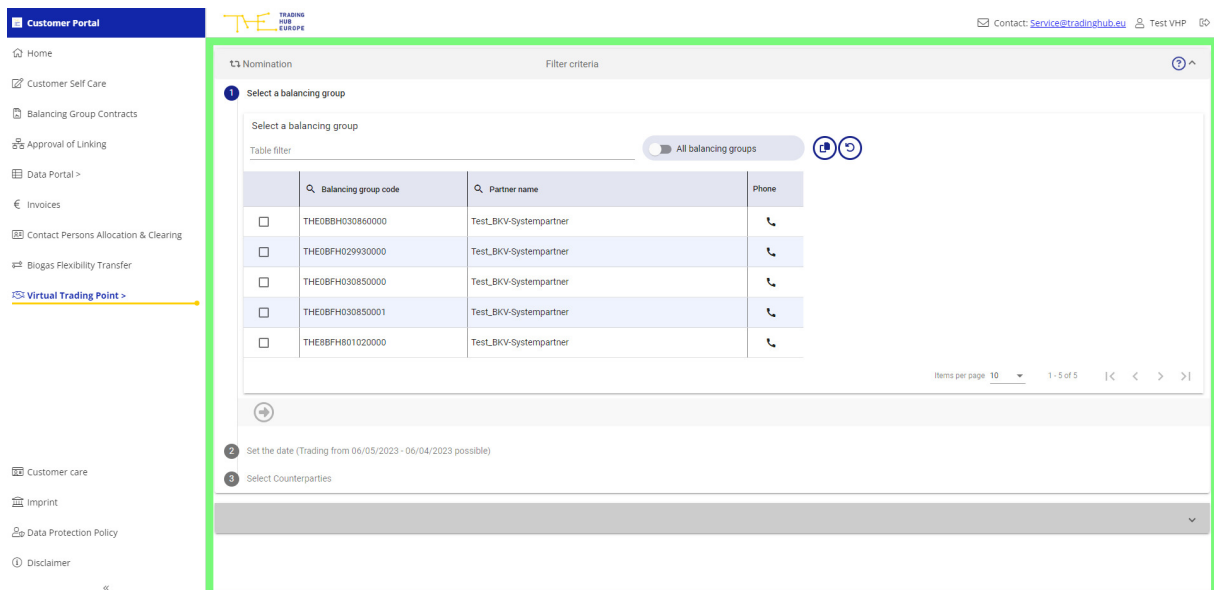 Customer Portal
TRADING
HUB
EUROPE
Contact: Service@tradinghub.eu Test VHP
Home
Customer Self Care
Balancing Group Contracts
Approval of Linking
Data Portal >
€ Invoices
Contact Persons Allocation & Clearing
Biogas Flexibility Transfer
Virtual Trading Point >
Customer care
Imprint
Data Protection Policy
Disclaimer
«
Nomination Filter criteria ?
1 Select a balancing group
Select a balancing group
Table filter All balancing groups
Balancing group code Partner name Phone
THE0BBH030860000 Test_BKV-Systempartner
THE0BFH029930000 Test_BKV-Systempartner
THE0BFH030850000 Test_BKV-Systempartner
THE0BFH030850001 Test_BKV-Systempartner
THE8BFH801020000 Test_BKV-Systempartner
Items per page 10 1 - 5 of 5
2 Set the date (Trading from 06/05/2023 - 06/04/2023 possible)
3 Select Counterparties